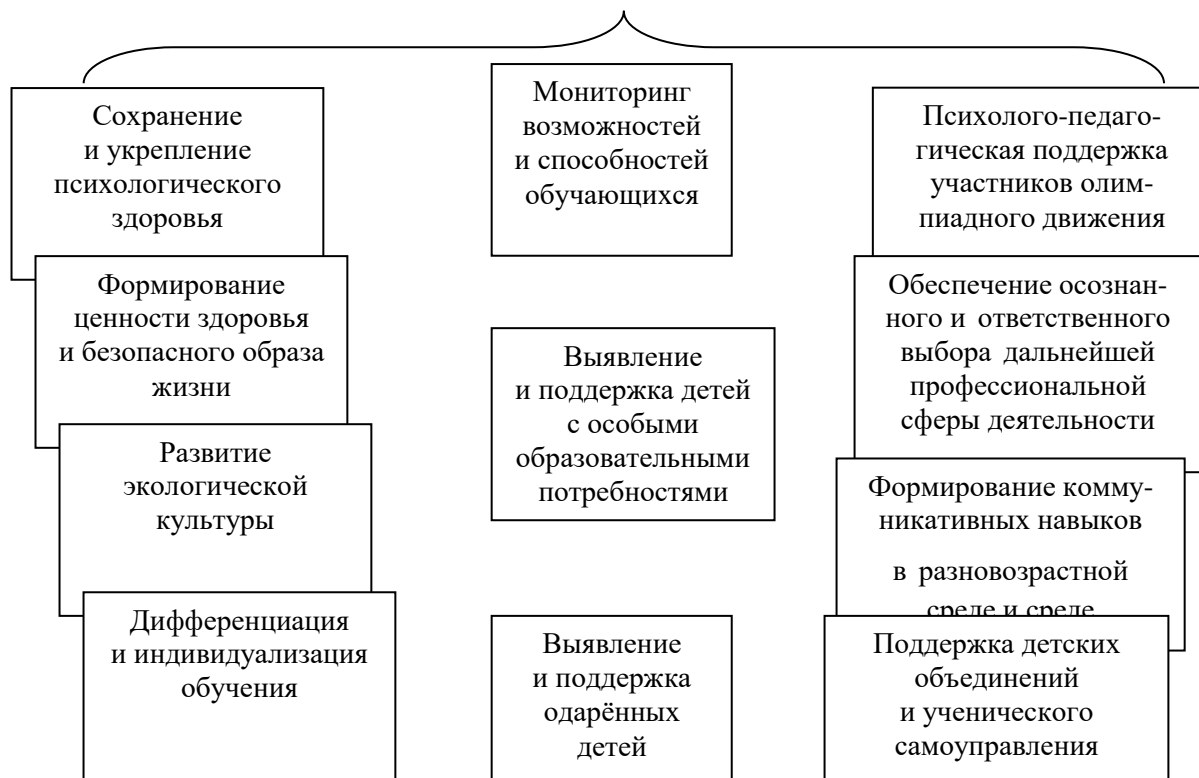 Сохранение
и укрепление
психологического
здоровья
Формирование
ценности здоровья
и безопасного образа
жизни
Развитие
экологической
культуры
Дифференциация
и индивидуализация
обучения
Мониторинг
возможностей
и способностей
обучающихся
Выявление
и поддержка детей
с особыми
образовательными
потребностями
Выявление
и поддержка
одарённых
детей
Психолого-педаго-
гическая поддержка
участников олим-
пиадного движения
Обеспечение осознан-
ного и ответственного
выбора дальнейшей
профессиональной
сферы деятельности
Формирование комму-
никативных навыков
в разновозрастной
среде и среде
Поддержка детских
объединений
и ученического
самоуправления